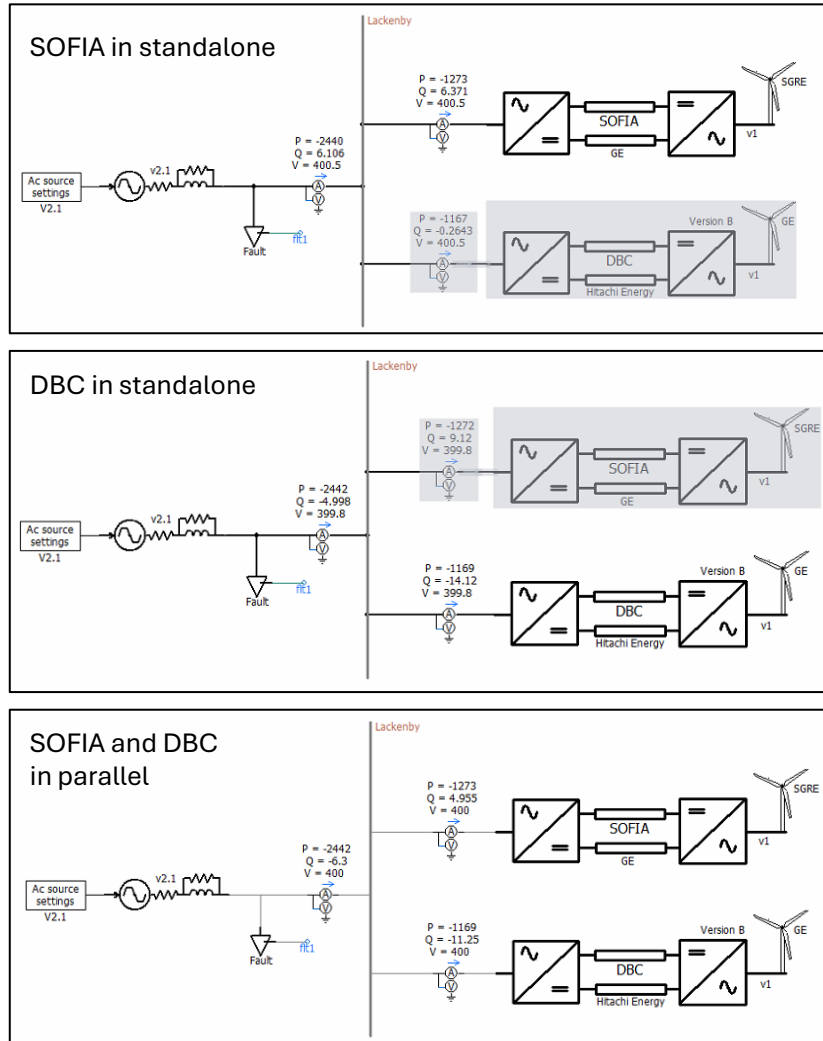 SOFIA in standalone
Lackenby
P = -1273
Q = 6.371
V = 400.5
A
V
SOFIA
GE
SGRE
v1
P = -2440
Q = 6.106
V = 400.5
A
V
Ac source
settings
V2.1
v2.1
Fault
flt1
P = -1167
Q = -0.2643
V = 400.5
A
V
DBC
Hitachi Energy
Version B
GE
v1
DBC in standalone
Lackenby
P = -1272
Q = 9.12
V = 399.8
A
V
SOFIA
GE
SGRE
v1
P = -2442
Q = -4.998
V = 399.8
A
V
Ac source
settings
V2.1
v2.1
Fault
flt1
P = -1169
Q = -14.12
V = 399.8
A
V
DBC
Hitachi Energy
Version B
GE
v1
SOFIA and DBC
in parallel
Lackenby
P = -1273
Q = 4.955
V = 400
A
V
SOFIA
GE
SGRE
v1
P = -2442
Q = -6.3
V = 400
A
V
Ac source
settings
V2.1
v2.1
Fault
flt1
P = -1169
Q = -11.25
V = 400
A
V
DBC
Hitachi Energy
Version B
GE
v1